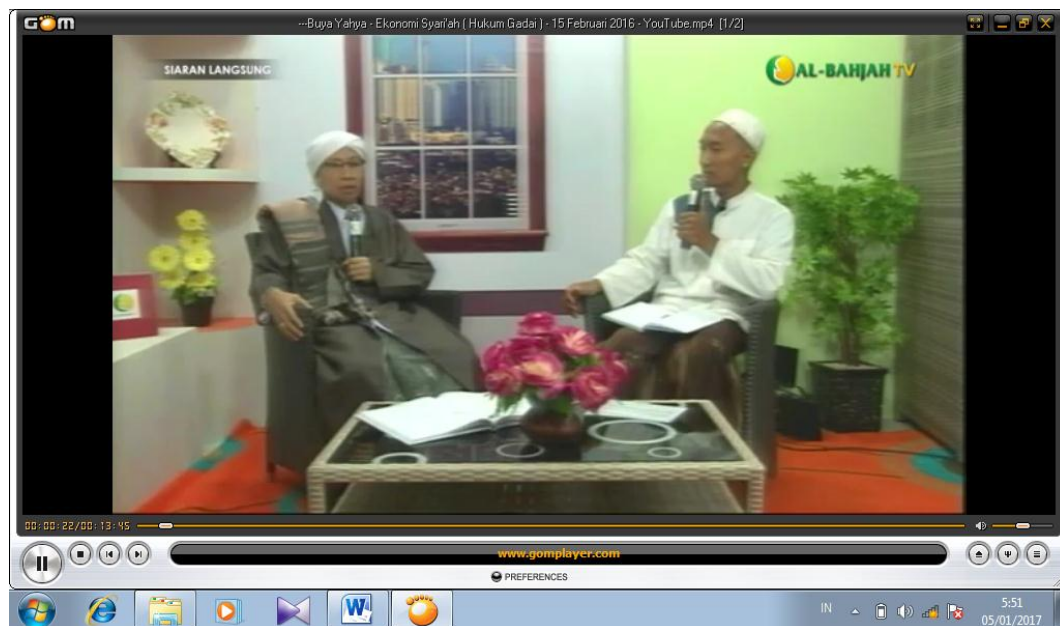 GOM
---Buya Yahya - Ekonomi Syari'ah ( Hukum Gadai ) - 15 Februari 2016 - YouTube.mp4 [1/2]
SIARAN LANGSUNG
AL-BAHJAH TV
00:00:22/00:13:45
www.gomplayer.com
PREFERENCES
W
IN
5:51
05/01/2017